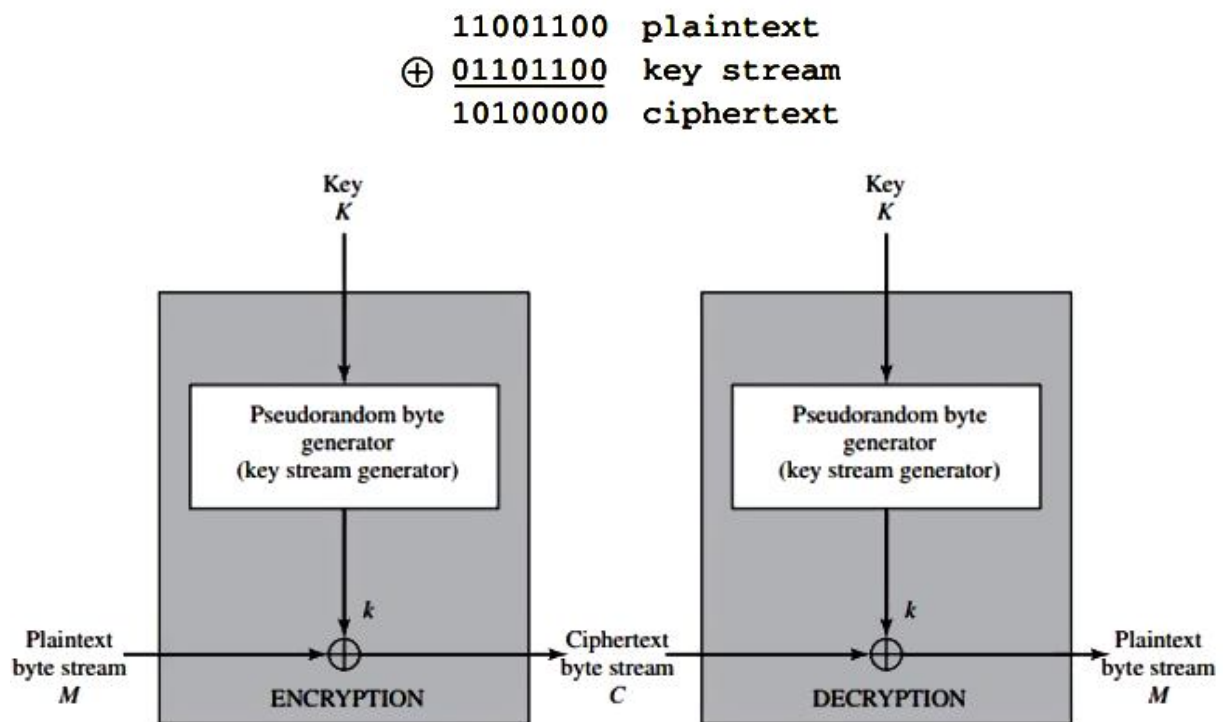 11001100 plaintext
⊕ 01101100 key stream
10100000 ciphertext
Key
K
Key
K
Pseudorandom byte
generator
(key stream generator)
Pseudorandom byte
generator
(key stream generator)
k
k
Plaintext
byte stream
M
ENCRYPTION
Ciphertext
byte stream
C
DECRYPTION
Plaintext
byte stream
M